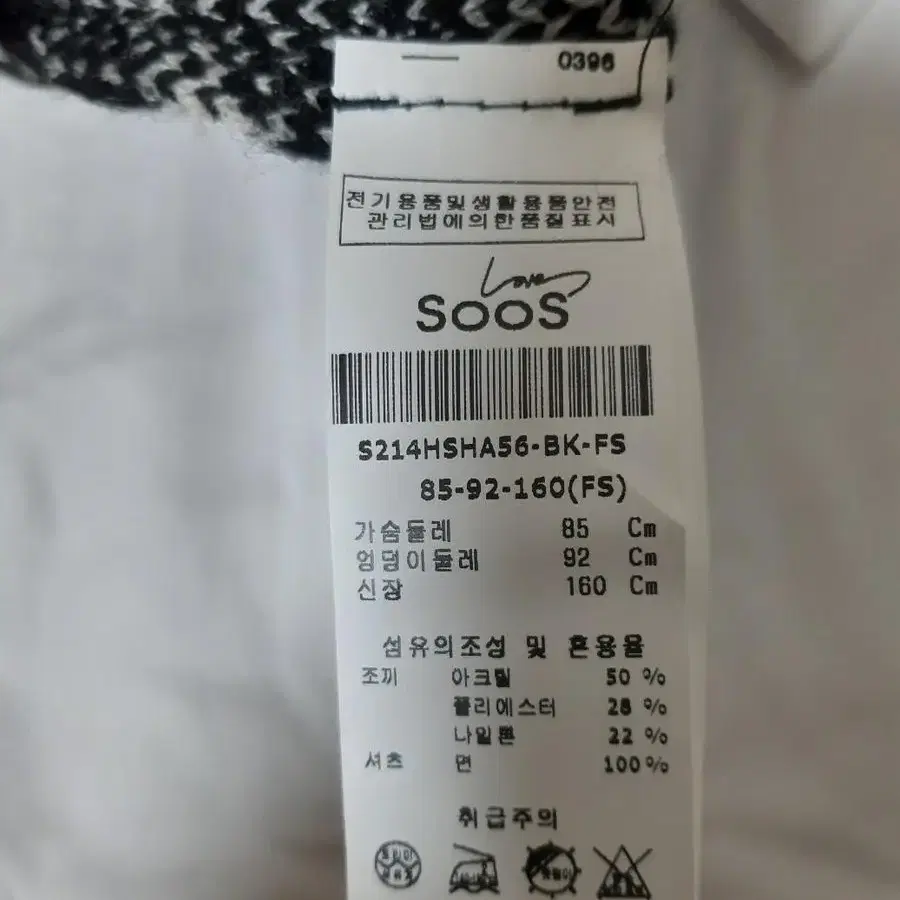 0396
전기용품및생활용품안전
관리법에의한품질표시
Love
SOOS
S214HSHA56-BK-FS
85-92-160(FS)
가슴둘레 85 Cm
엉덩이둘레 92 Cm
신장 160 Cm
섬유의조성 및 혼용율
조끼 아크릴 50 %
폴리에스터 28 %
나일론 22 %
셔츠 면 100%
취급주의
드라이